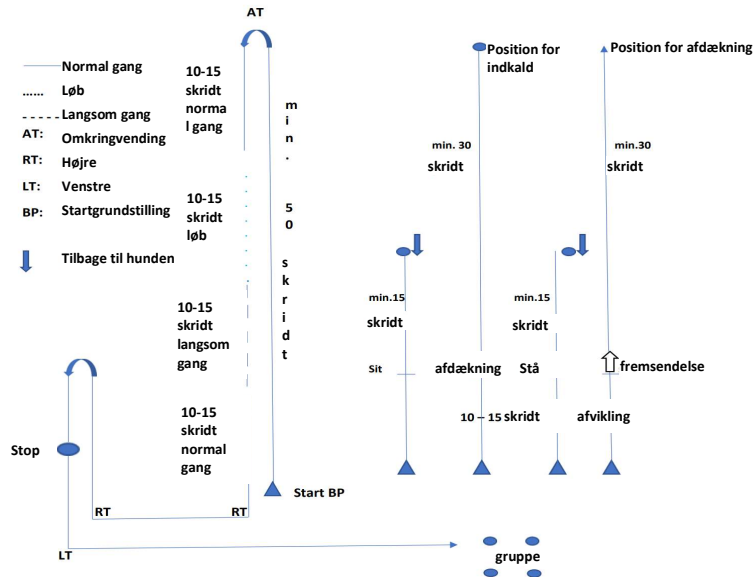 AT
Normal gang
...... Løb
----- Langsom gang
AT: Omkringvending
RT: Højre
LT: Venstre
BP: Startgrundstilling
Tilbage til hunden
10-15
skridt
norma
l gang
10-15
skridt
løb
10-15
skridt
langsom
gang
10-15
skridt
normal
gang
min. 50 skridt
Stop
Start BP
RT
RT
LT
Position for
indkald
Position for afdækning
min. 30
skridt
min.30
skridt
min.15
skridt
min.15
skridt
Sit
afdækning
Stå
fremsendelse
10 – 15 skridt
afvikling
gruppe